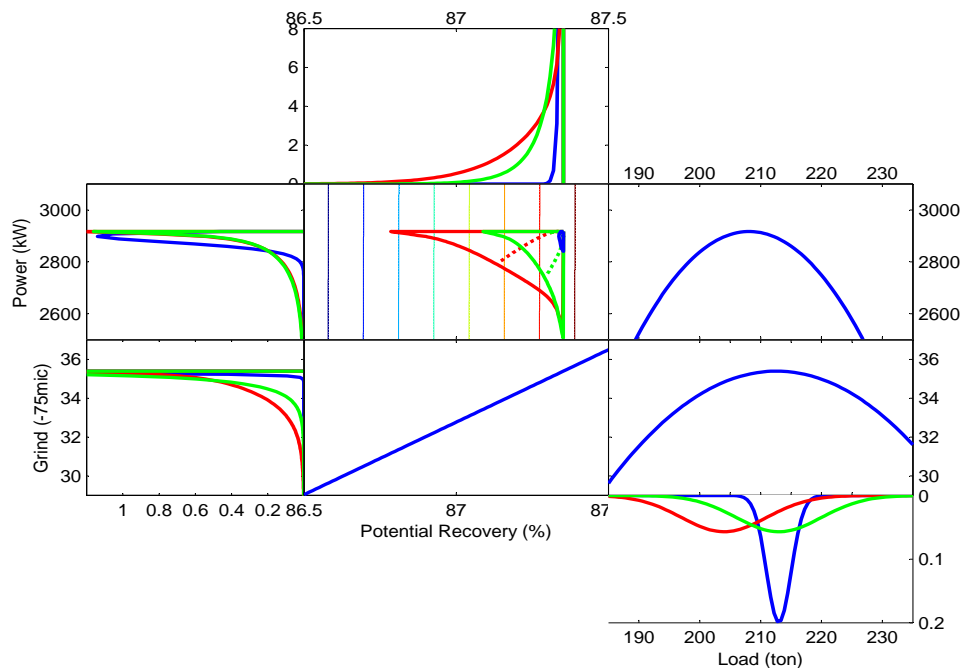 86.5 87 87.5
8
6
4
2
0
190 200 210 220 230
3000 3000
2800 2800
2600 2600
Power (kW)
36 36
34 34
32 32
30 30
Grind (-75mic)
1 0.8 0.6 0.4 0.2 86.5 87 87
Potential Recovery (%)
0
0.1
0.2
190 200 210 220 230
Load (ton)